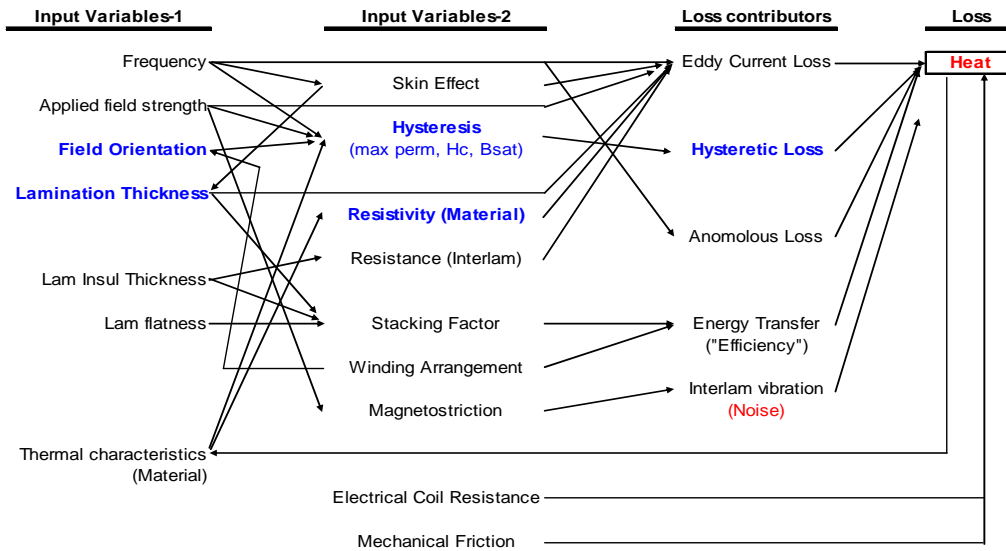 Input Variables-1
Input Variables-2
Loss contributors
Loss
Frequency
Applied field strength
Field Orientation
Lamination Thickness
Lam Insul Thickness
Lam flatness
Thermal characteristics
(Material)
Skin Effect
Hysteresis
(max perm, Hc, Bsat)
Resistivity (Material)
Resistance (Interlam)
Stacking Factor
Winding Arrangement
Magnetostriction
Electrical Coil Resistance
Mechanical Friction
Eddy Current Loss
Hysteretic Loss
Anomolous Loss
Energy Transfer
("Efficiency")
Interlam vibration
(Noise)
Heat